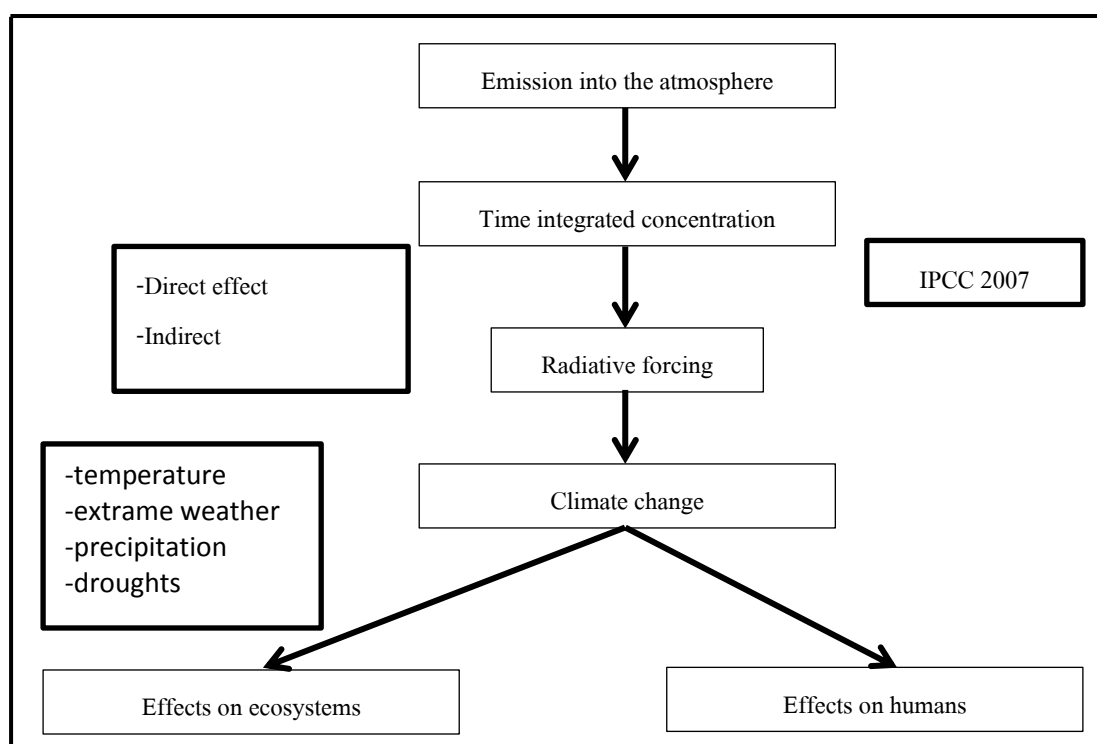 Emission into the atmosphere
Time integrated concentration
-Direct effect
-Indirect
IPCC 2007
Radiative forcing
-temperature
-extrame weather
-precipitation
-droughts
Climate change
Effects on ecosystems
Effects on humans